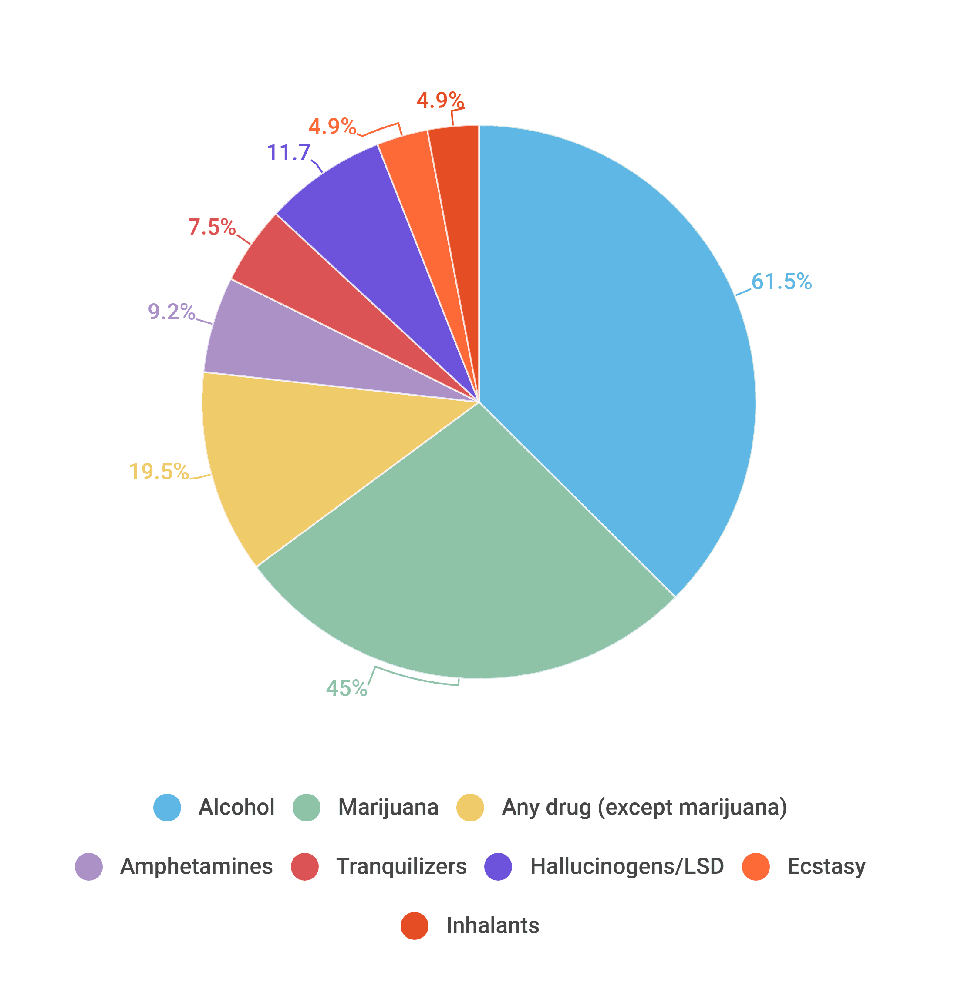 4.9%
4.9%
11.7
7.5%
61.5%
9.2%
19.5%
45%
Alcohol Marijuana Any drug (except marijuana)
Amphetamines Tranquilizers Hallucinogens/LSD Ecstasy
Inhalants